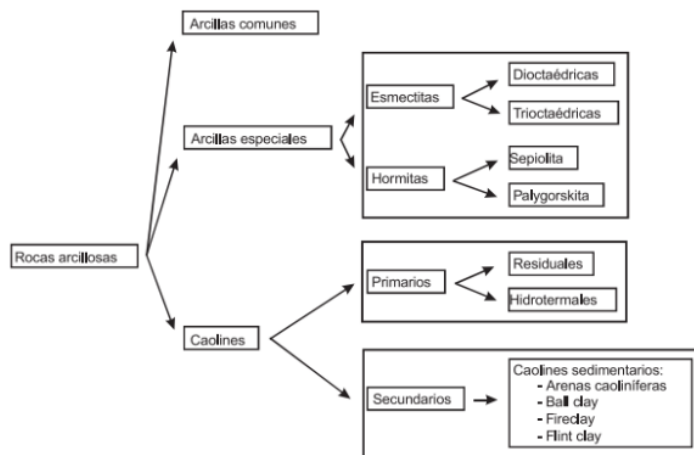 Arcillas comunes
Dioctaédricas
Esmectitas
Trioctaédricas
Arcillas especiales
Sepiolita
Hormitas
Palygorskita
Rocas arcillosas
Residuales
Primarios
Hidrotermales
Caolines
Caolines sedimentarios:
- Arenas caoliníferas
- Ball clay
- Fireclay
- Flint clay
Secundarios